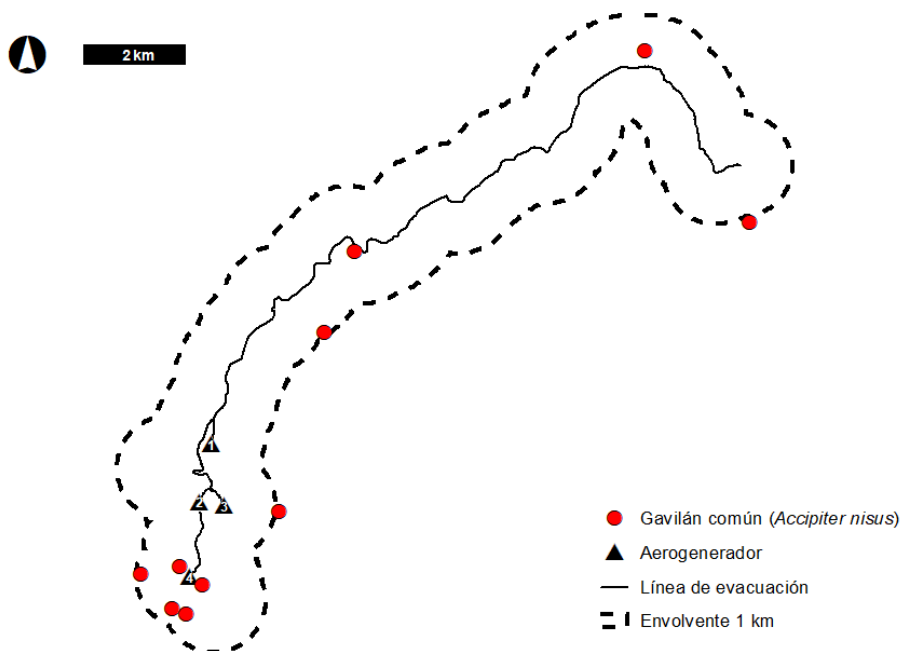 2 km
1
2
3
4
Gavilán común (Accipiter nisus)
Aerogenerador
Línea de evacuación
Envolvente 1 km